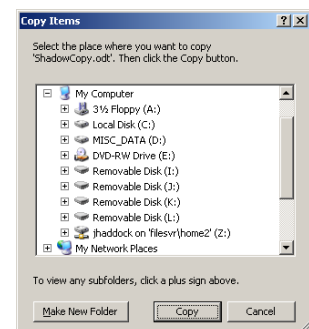 Copy Items
Select the place where you want to copy
'ShadowCopy.odt'. Then click the Copy button.
My Computer
3½ Floppy (A:)
Local Disk (C:)
MISC_DATA (D:)
DVD-RW Drive (E:)
Removable Disk (I:)
Removable Disk (J:)
Removable Disk (K:)
Removable Disk (L:)
jhaddock on 'filesvr\home2' (Z:)
My Network Places
To view any subfolders, click a plus sign above.
Make New Folder Copy Cancel